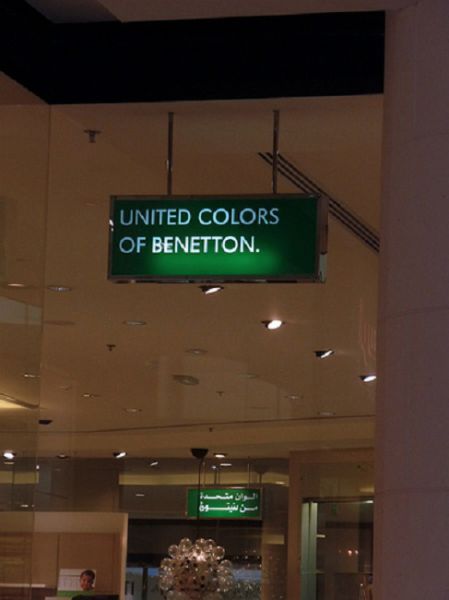 UNITED COLORS
OF BENETTON.
الوان متحدة
من بنيتون